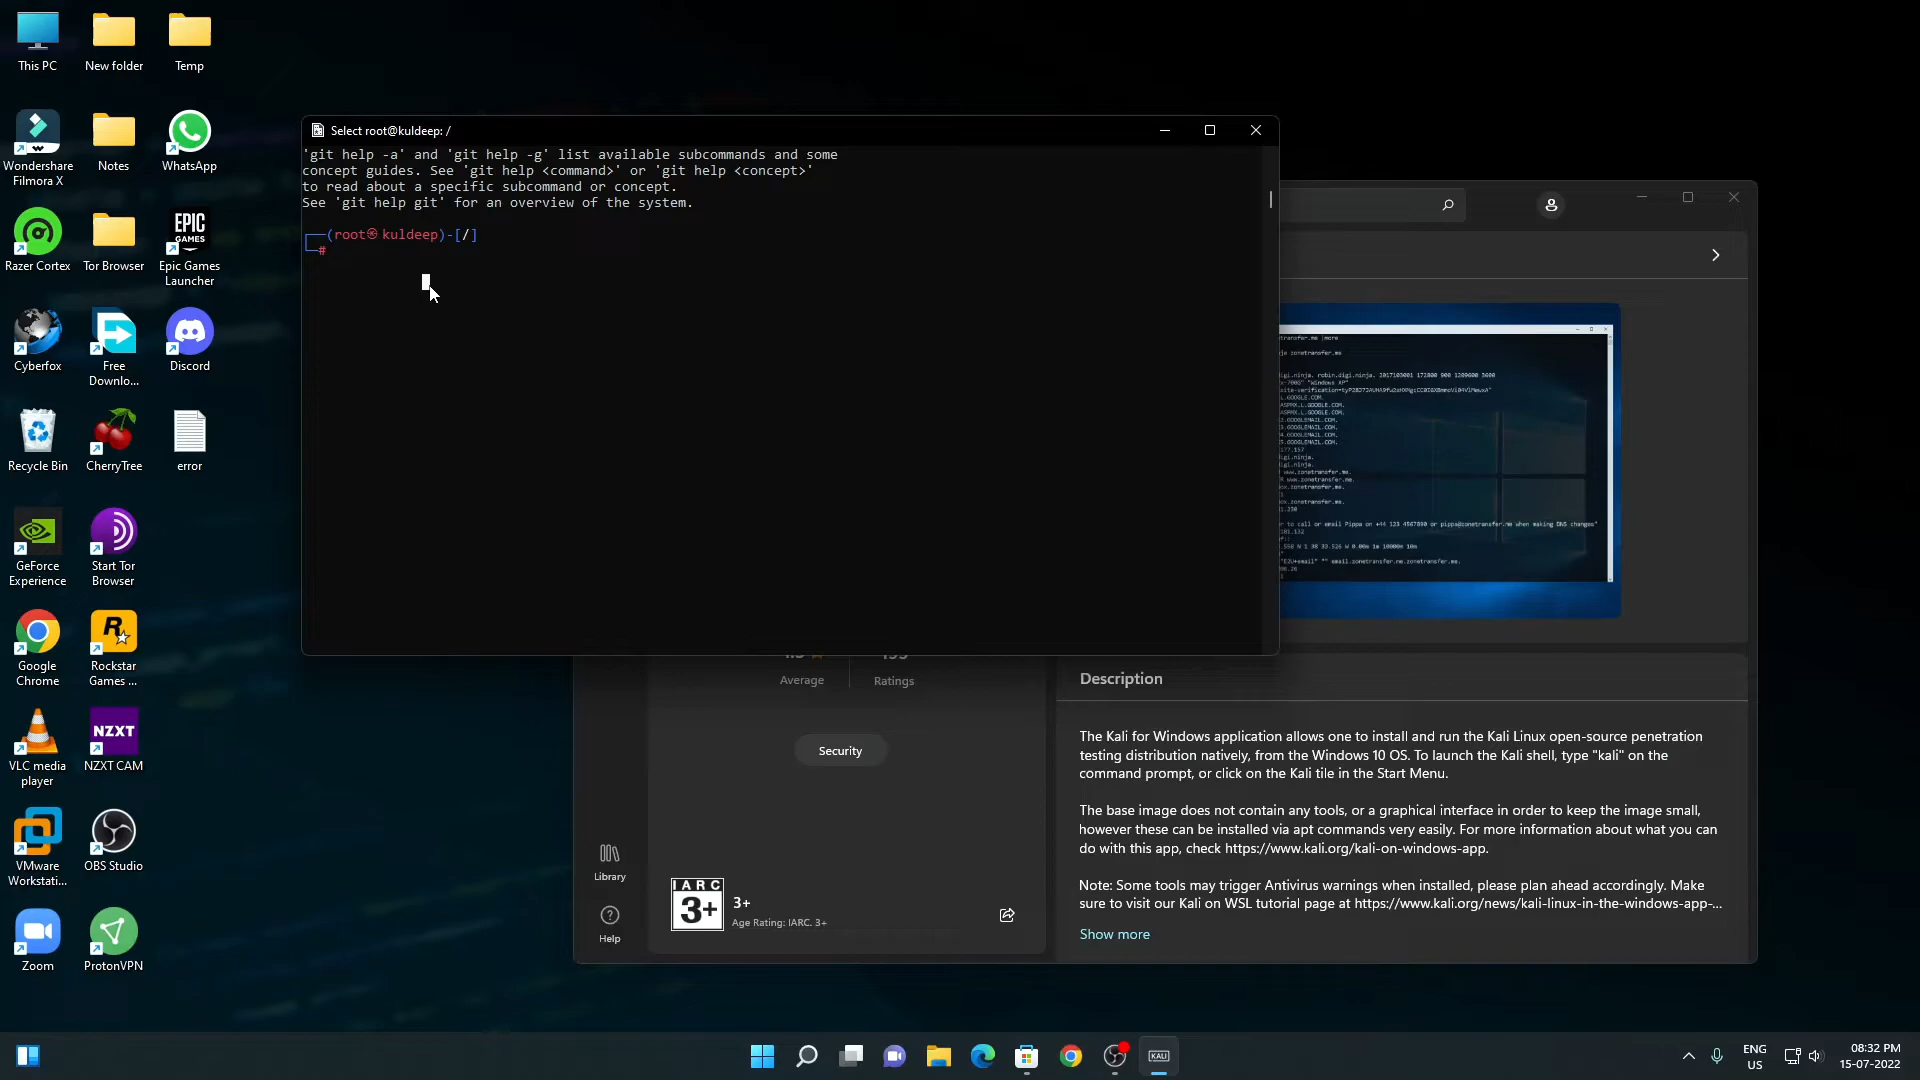 This PC
New folder
Temp
Wondershare
Filmora X
Notes
WhatsApp
EPIC
GAMES
Razer Cortex
Tor Browser
Epic Games
Launcher
Cyberfox
Free
Downlo...
Discord
Recycle Bin
CherryTree
error
GeForce
Experience
Start Tor
Browser
Google
Chrome
Rockstar
Games ...
NZXT
VLC media
player
NZXT CAM
VMware
Workstati...
OBS Studio
Zoom
ProtonVPN
Select root@kuldeep: /
'git help -a' and 'git help -g' list available subcommands and some
concept guides. See 'git help <command>' or 'git help <concept>'
to read about a specific subcommand or concept.
See 'git help git' for an overview of the system.
┌──(root㉿kuldeep)-[/]
└─#
Average
Ratings
Security
Library
Help
IARC
3+
3+
Age Rating: IARC. 3+
Description
The Kali for Windows application allows one to install and run the Kali Linux open-source penetration
testing distribution natively, from the Windows 10 OS. To launch the Kali shell, type "kali" on the
command prompt, or click on the Kali tile in the Start Menu.
The base image does not contain any tools, or a graphical interface in order to keep the image small,
however these can be installed via apt commands very easily. For more information about what you can
do with this app, check https://www.kali.org/kali-on-windows-app.
Note: Some tools may trigger Antivirus warnings when installed, please plan ahead accordingly. Make
sure to visit our Kali on WSL tutorial page at https://www.kali.org/news/kali-linux-in-the-windows-app-...
Show more
KALI
ENG
US
08:32 PM
15-07-2022